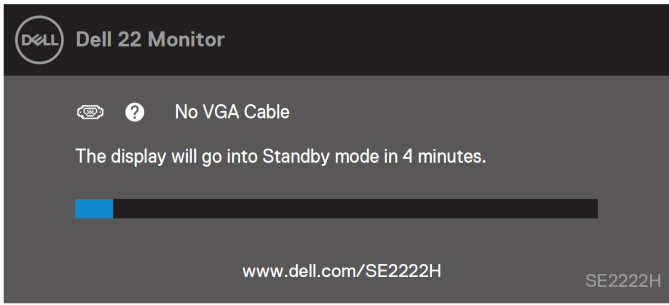 DELL
Dell 22 Monitor
? No VGA Cable
The display will go into Standby mode in 4 minutes.
www.dell.com/SE2222H
SE2222H